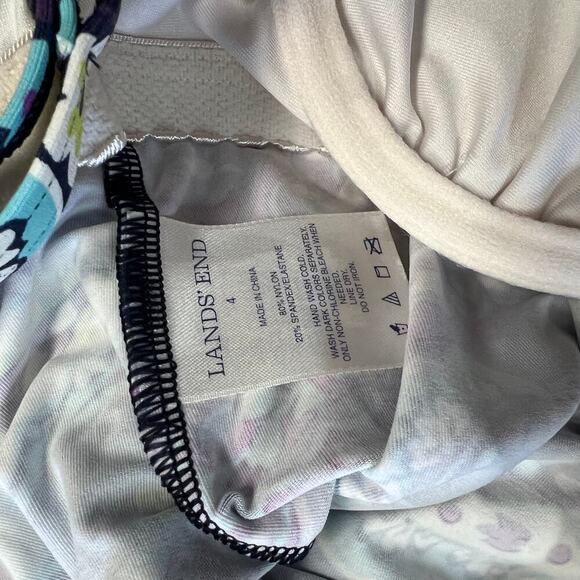 LANDS' END
4
MADE IN CHINA
80% NYLON
20% SPANDEX/ELASTANE
HAND WASH COLD.
WASH DARK COLORS SEPARATELY.
ONLY NON-CHLORINE BLEACH WHEN
NEEDED.
LINE DRY.
DO NOT IRON.